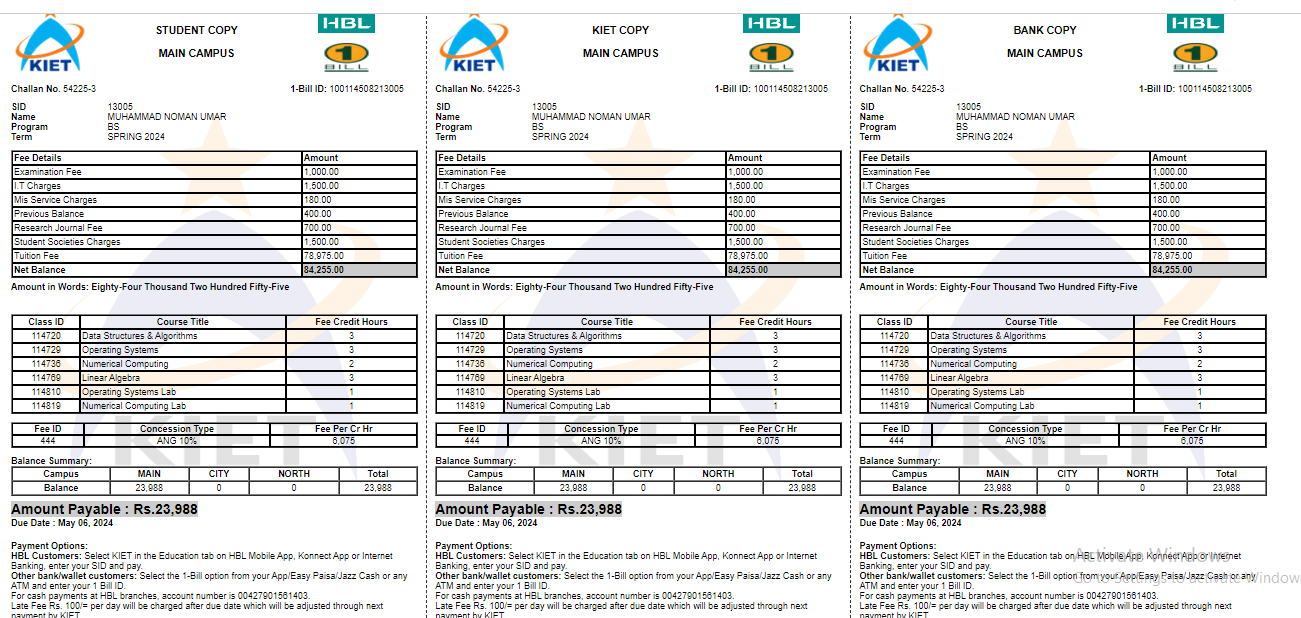 KIET
STUDENT COPY
MAIN CAMPUS
HBL
1
BILL
Challan No. 54225-3 1-Bill ID: 100114508213005
SID 13005
Name MUHAMMAD NOMAN UMAR
Program BS
Term SPRING 2024
Fee Details Amount
Examination Fee 1,000.00
I.T Charges 1,500.00
Mis Service Charges 180.00
Previous Balance 400.00
Research Journal Fee 700.00
Student Societies Charges 1,500.00
Tuition Fee 78,975.00
Net Balance 84,255.00
Amount in Words: Eighty-Four Thousand Two Hundred Fifty-Five
Class ID Course Title Fee Credit Hours
114720 Data Structures & Algorithms 3
114729 Operating Systems 3
114736 Numerical Computing 2
114769 Linear Algebra 3
114810 Operating Systems Lab 1
114819 Numerical Computing Lab 1
KIET
Fee ID Concession Type Fee Per Cr Hr
444 ANG 10% 6,075
Balance Summary:
Campus MAIN CITY NORTH Total
Balance 23,988 0 0 23,988
Amount Payable : Rs.23,988
Due Date : May 06, 2024
Payment Options:
HBL Customers: Select KIET in the Education tab on HBL Mobile App, Konnect App or Internet
Banking, enter your SID and pay.
Other bank/wallet customers: Select the 1-Bill option from your App/Easy Paisa/Jazz Cash or any
ATM and enter your 1 Bill ID.
For cash payments at HBL branches, account number is 00427901561403.
Late Fee Rs. 100/= per day will be charged after due date which will be adjusted through next
payment by KIET
KIET
KIET COPY
MAIN CAMPUS
HBL
1
BILL
Challan No. 54225-3 1-Bill ID: 100114508213005
SID 13005
Name MUHAMMAD NOMAN UMAR
Program BS
Term SPRING 2024
Fee Details Amount
Examination Fee 1,000.00
I.T Charges 1,500.00
Mis Service Charges 180.00
Previous Balance 400.00
Research Journal Fee 700.00
Student Societies Charges 1,500.00
Tuition Fee 78,975.00
Net Balance 84,255.00
Amount in Words: Eighty-Four Thousand Two Hundred Fifty-Five
Class ID Course Title Fee Credit Hours
114720 Data Structures & Algorithms 3
114729 Operating Systems 3
114736 Numerical Computing 2
114769 Linear Algebra 3
114810 Operating Systems Lab 1
114819 Numerical Computing Lab 1
KIET
Fee ID Concession Type Fee Per Cr Hr
444 ANG 10% 6,075
Balance Summary:
Campus MAIN CITY NORTH Total
Balance 23,988 0 0 23,988
Amount Payable : Rs.23,988
Due Date : May 06, 2024
Payment Options:
HBL Customers: Select KIET in the Education tab on HBL Mobile App, Konnect App or Internet
Banking, enter your SID and pay.
Other bank/wallet customers: Select the 1-Bill option from your App/Easy Paisa/Jazz Cash or any
ATM and enter your 1 Bill ID.
For cash payments at HBL branches, account number is 00427901561403.
Late Fee Rs. 100/= per day will be charged after due date which will be adjusted through next
payment by KIET
KIET
BANK COPY
MAIN CAMPUS
HBL
1
BILL
Challan No. 54225-3 1-Bill ID: 100114508213005
SID 13005
Name MUHAMMAD NOMAN UMAR
Program BS
Term SPRING 2024
Fee Details Amount
Examination Fee 1,000.00
I.T Charges 1,500.00
Mis Service Charges 180.00
Previous Balance 400.00
Research Journal Fee 700.00
Student Societies Charges 1,500.00
Tuition Fee 78,975.00
Net Balance 84,255.00
Amount in Words: Eighty-Four Thousand Two Hundred Fifty-Five
Class ID Course Title Fee Credit Hours
114720 Data Structures & Algorithms 3
114729 Operating Systems 3
114736 Numerical Computing 2
114769 Linear Algebra 3
114810 Operating Systems Lab 1
114819 Numerical Computing Lab 1
KIET
Fee ID Concession Type Fee Per Cr Hr
444 ANG 10% 6,075
Balance Summary:
Campus MAIN CITY NORTH Total
Balance 23,988 0 0 23,988
Amount Payable : Rs.23,988
Due Date : May 06, 2024
Payment Options:
HBL Customers: Select KIET in the Education tab on HBL Mobile App, Konnect App or Internet
Banking, enter your SID and pay.
Other bank/wallet customers: Select the 1-Bill option from your App/Easy Paisa/Jazz Cash or any
ATM and enter your 1 Bill ID.
For cash payments at HBL branches, account number is 00427901561403.
Late Fee Rs. 100/= per day will be charged after due date which will be adjusted through next
payment by KIET
Activate Windows
Go to Settings to activate Window